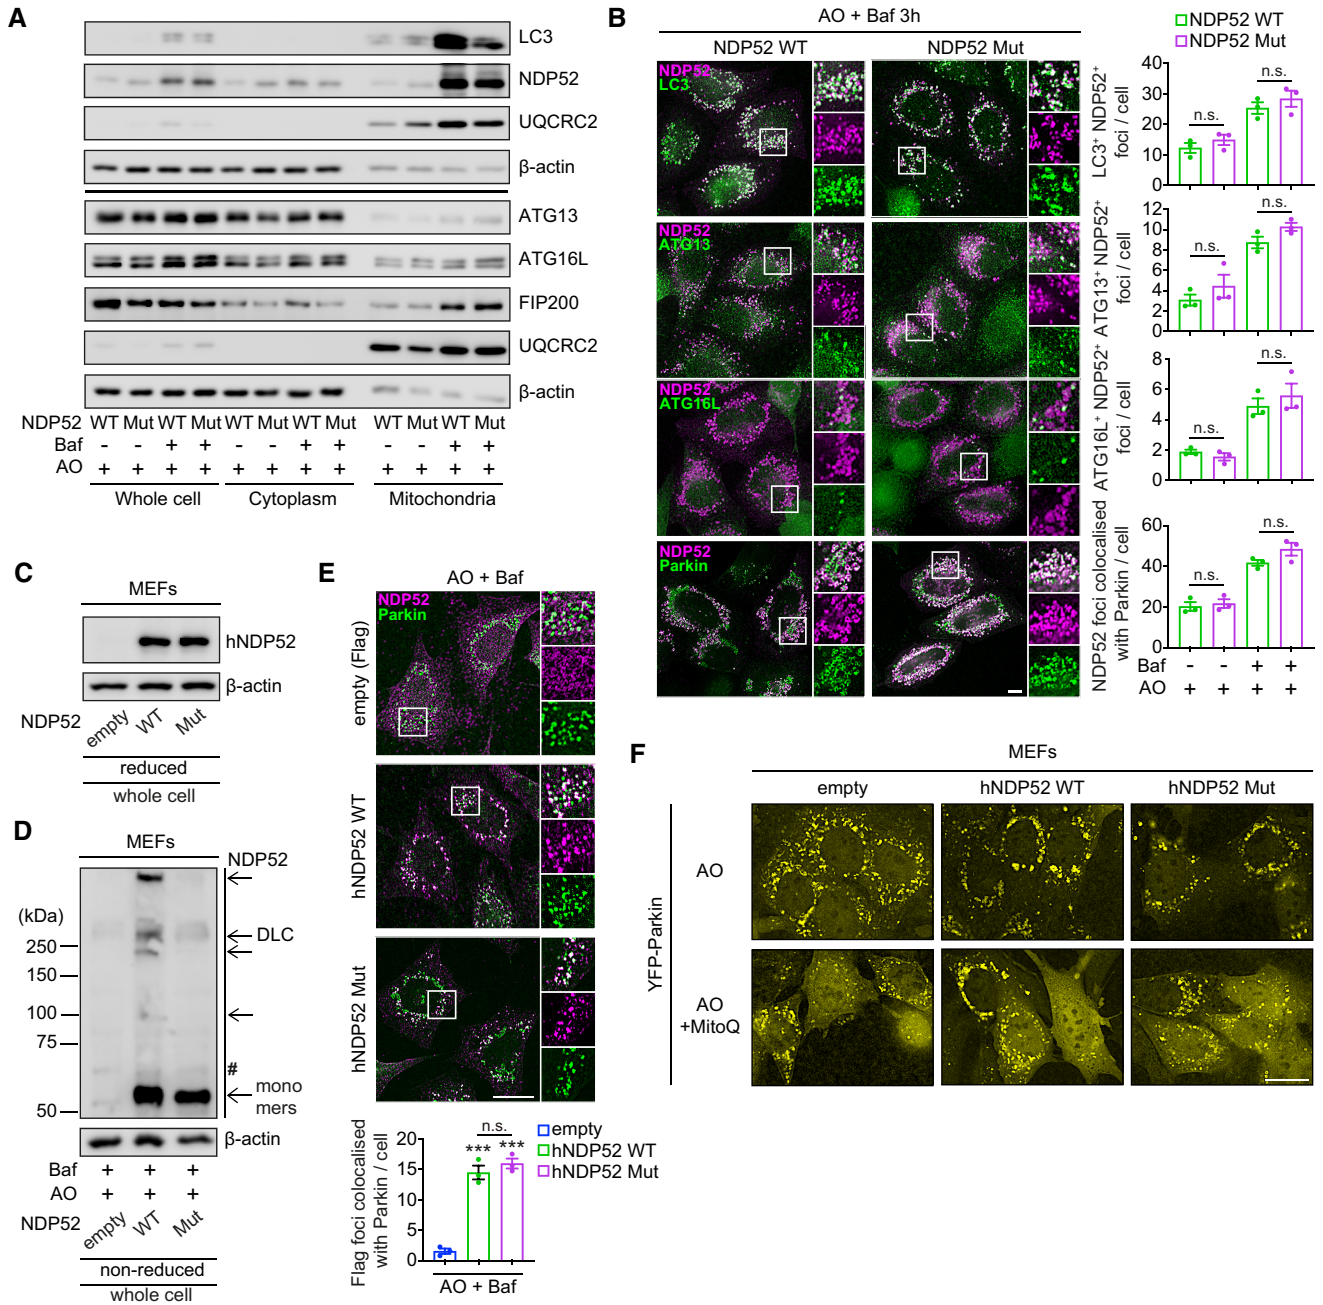 A
LC3
NDP52
UQCRC2
β-actin
ATG13
ATG16L
FIP200
UQCRC2
β-actin
NDP52 WT Mut WT Mut WT Mut WT Mut WT Mut WT Mut
Baf - - + + - - + + - - + +
AO + + + + + + + + + + + +
Whole cell Cytoplasm Mitochondria
B
AO + Baf 3h
NDP52 WT NDP52 Mut
NDP52
LC3
NDP52
ATG13
NDP52
ATG16L
NDP52
Parkin
NDP52 WT
NDP52 Mut
LC3⁺ NDP52⁺
foci / cell
40
30
20
10
0
n.s.
n.s.
ATG13⁺ NDP52⁺
foci / cell
12
10
8
6
4
2
0
n.s.
n.s.
ATG16L⁺ NDP52⁺
foci / cell
8
6
4
2
0
n.s.
n.s.
NDP52 foci colocalised
with Parkin / cell
60
40
20
0
n.s.
n.s.
Baf - - + +
AO + + + +
C
MEFs
hNDP52
β-actin
NDP52 empty WT Mut
reduced
whole cell
D
MEFs
NDP52
(kDa)
250
150
100
75
50
DLC
#
mono
mers
β-actin
Baf + + +
AO + + +
NDP52 empty WT Mut
non-reduced
whole cell
E
AO + Baf
NDP52
Parkin
empty (Flag)
hNDP52 WT
hNDP52 Mut
Flag foci colocalised
with Parkin / cell
20
15
10
5
0
n.s.
*** ***
empty
hNDP52 WT
hNDP52 Mut
AO + Baf
F
MEFs
empty hNDP52 WT hNDP52 Mut
YFP-Parkin
AO
AO
+MitoQ